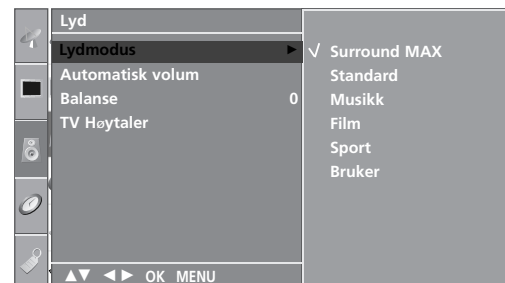 Lyd
Lydmodus ►
Automatisk volum
Balanse 0
TV Høytaler
▲▼ ◄► OK MENU
√ Surround MAX
Standard
Musikk
Film
Sport
Bruker